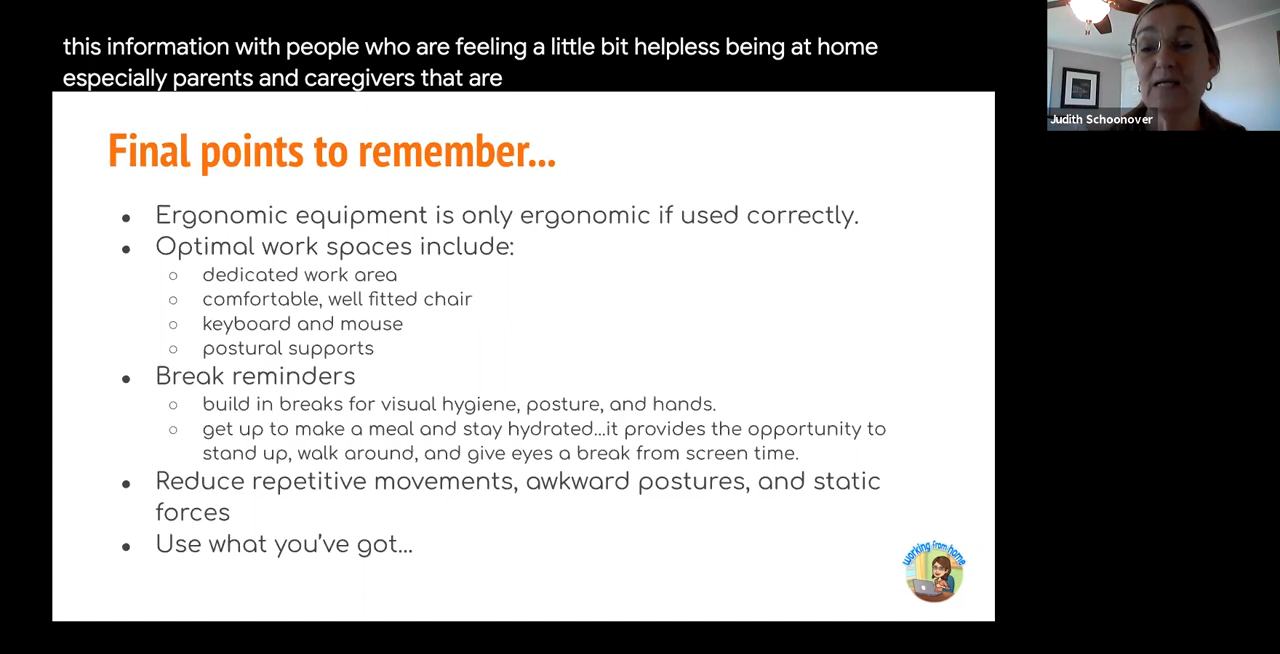 this information with people who are feeling a little bit helpless being at home
especially parents and caregivers that are
Judith Schoonover
Final points to remember...
● Ergonomic equipment is only ergonomic if used correctly.
● Optimal work spaces include:
○ dedicated work area
○ comfortable, well fitted chair
○ keyboard and mouse
○ postural supports
● Break reminders
○ build in breaks for visual hygiene, posture, and hands.
○ get up to make a meal and stay hydrated...it provides the opportunity to
stand up, walk around, and give eyes a break from screen time.
● Reduce repetitive movements, awkward postures, and static
forces
● Use what you’ve got...
working from home